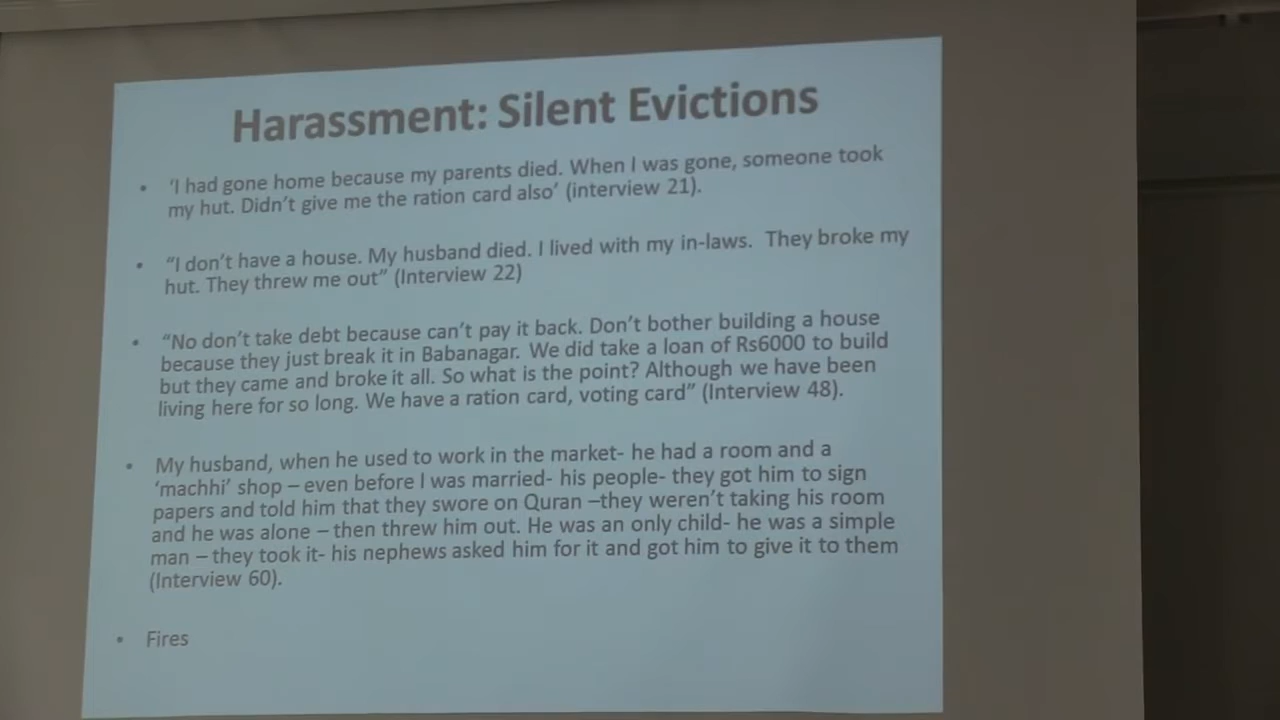 Harassment: Silent Evictions
• ‘I had gone home because my parents died. When I was gone, someone took
my hut. Didn’t give me the ration card also’ (interview 21).
• “I don’t have a house. My husband died. I lived with my in-laws.  They broke my
hut. They threw me out” (Interview 22)
• “No don’t take debt because can’t pay it back. Don’t bother building a house
because they just break it in Babanagar.  We did take a loan of Rs6000 to build
but they came and broke it all. So what is the point? Although we have been
living here for so long. We have a ration card, voting card” (Interview 48).
• My husband, when he used to work in the market- he had a room and a
‘machhi’ shop – even before I was married- his people- they got him to sign
papers and told him that they swore on Quran –they weren’t taking his room
and he was alone – then threw him out. He was an only child- he was a simple
man – they took it- his nephews asked him for it and got him to give it to them
(Interview 60).
• Fires